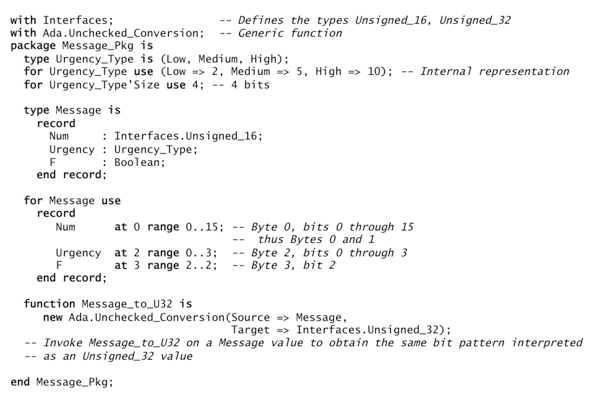 with Interfaces;                -- Defines the types Unsigned_16, Unsigned_32
with Ada.Unchecked_Conversion;  -- Generic function
package Message_Pkg is
  type Urgency_Type is (Low, Medium, High);
  for Urgency_Type use (Low => 2, Medium => 5, High => 10); -- Internal representation
  for Urgency_Type'Size use 4; -- 4 bits

  type Message is
    record
      Num     : Interfaces.Unsigned_16;
      Urgency : Urgency_Type;
      F       : Boolean;
    end record;

  for Message use
    record
       Num      at 0 range 0..15; -- Byte 0, bits 0 through 15
                                  --  thus Bytes 0 and 1
       Urgency  at 2 range 0..3;  -- Byte 2, bits 0 through 3
       F        at 3 range 2..2;  -- Byte 3, bit 2
    end record;

  function Message_to_U32 is
     new Ada.Unchecked_Conversion(Source => Message,
                                  Target => Interfaces.Unsigned_32);
  -- Invoke Message_to_U32 on a Message value to obtain the same bit pattern interpreted
  -- as an Unsigned_32 value

end Message_Pkg;